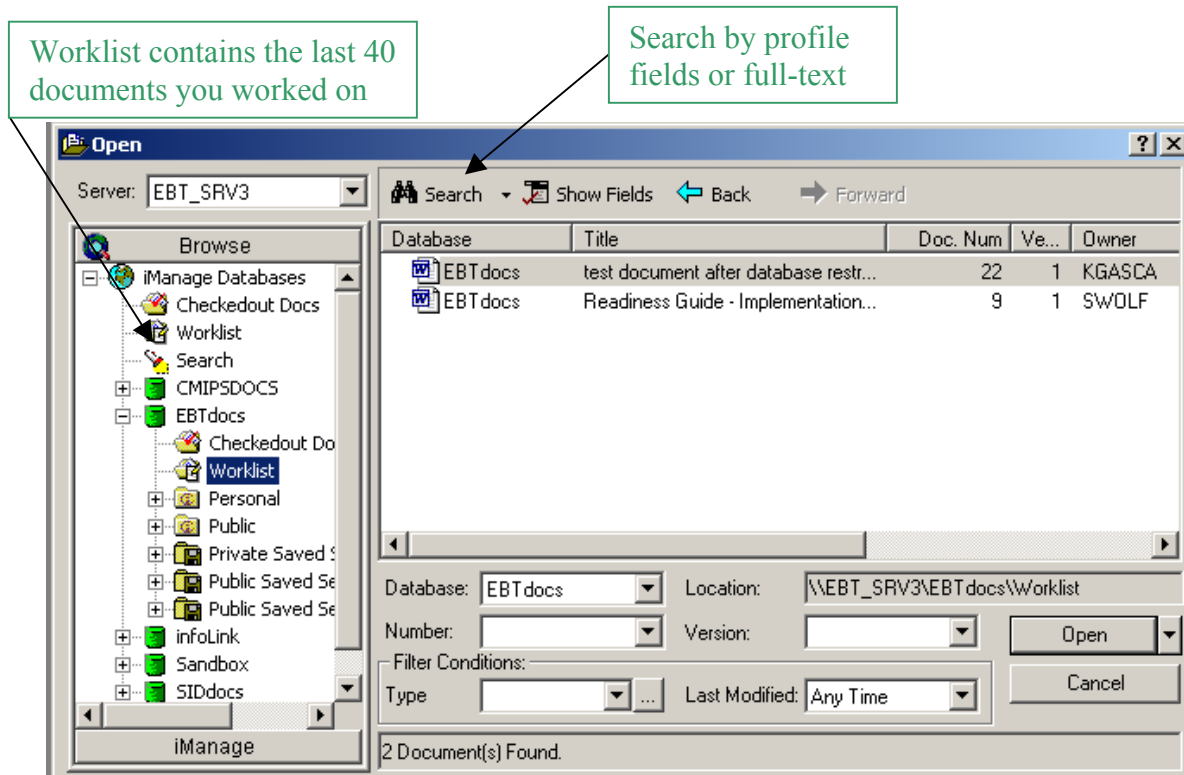 Worklist contains the last 40
documents you worked on
Search by profile
fields or full-text
Open
Server: EBT_SRV3
Search Show Fields Back Forward
Browse
iManage Databases
Checkedout Docs
Worklist
Search
CMIPSDOCS
EBTdocs
Checkedout Do
Worklist
Personal
Public
Private Saved S
Public Saved Se
Public Saved Se
infoLink
Sandbox
SIDdocs
iManage
Database Title Doc. Num Ve... Owner
EBTdocs test document after database restr... 22 1 KGASCA
EBTdocs Readiness Guide - Implementation... 9 1 SWOLF
Database: EBTdocs Location: \\EBT_SRV3\EBTdocs\Worklist
Number: Version: Open
Filter Conditions:
Type ... Last Modified: Any Time Cancel
2 Document(s) Found.